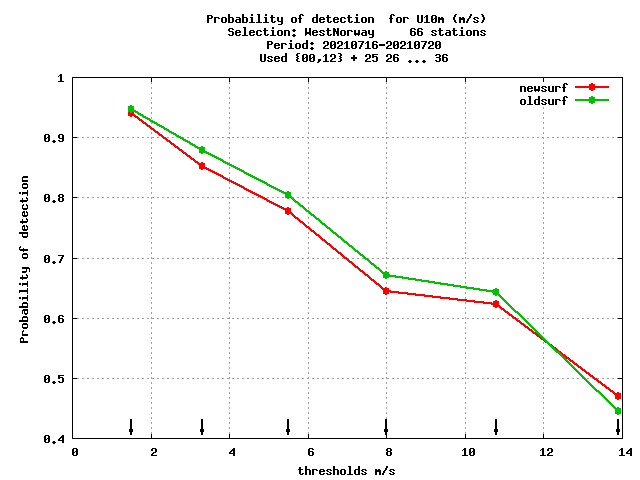 Probability of detection  for U10m (m/s)
Selection: WestNorway     66 stations
Period: 20210716-20210720
Used {00,12} + 25 26 ... 36
newsurf
oldsurf
1
0.9
0.8
0.7
0.6
0.5
0.4
Probability of detection
0 2 4 6 8 10 12 14
thresholds m/s